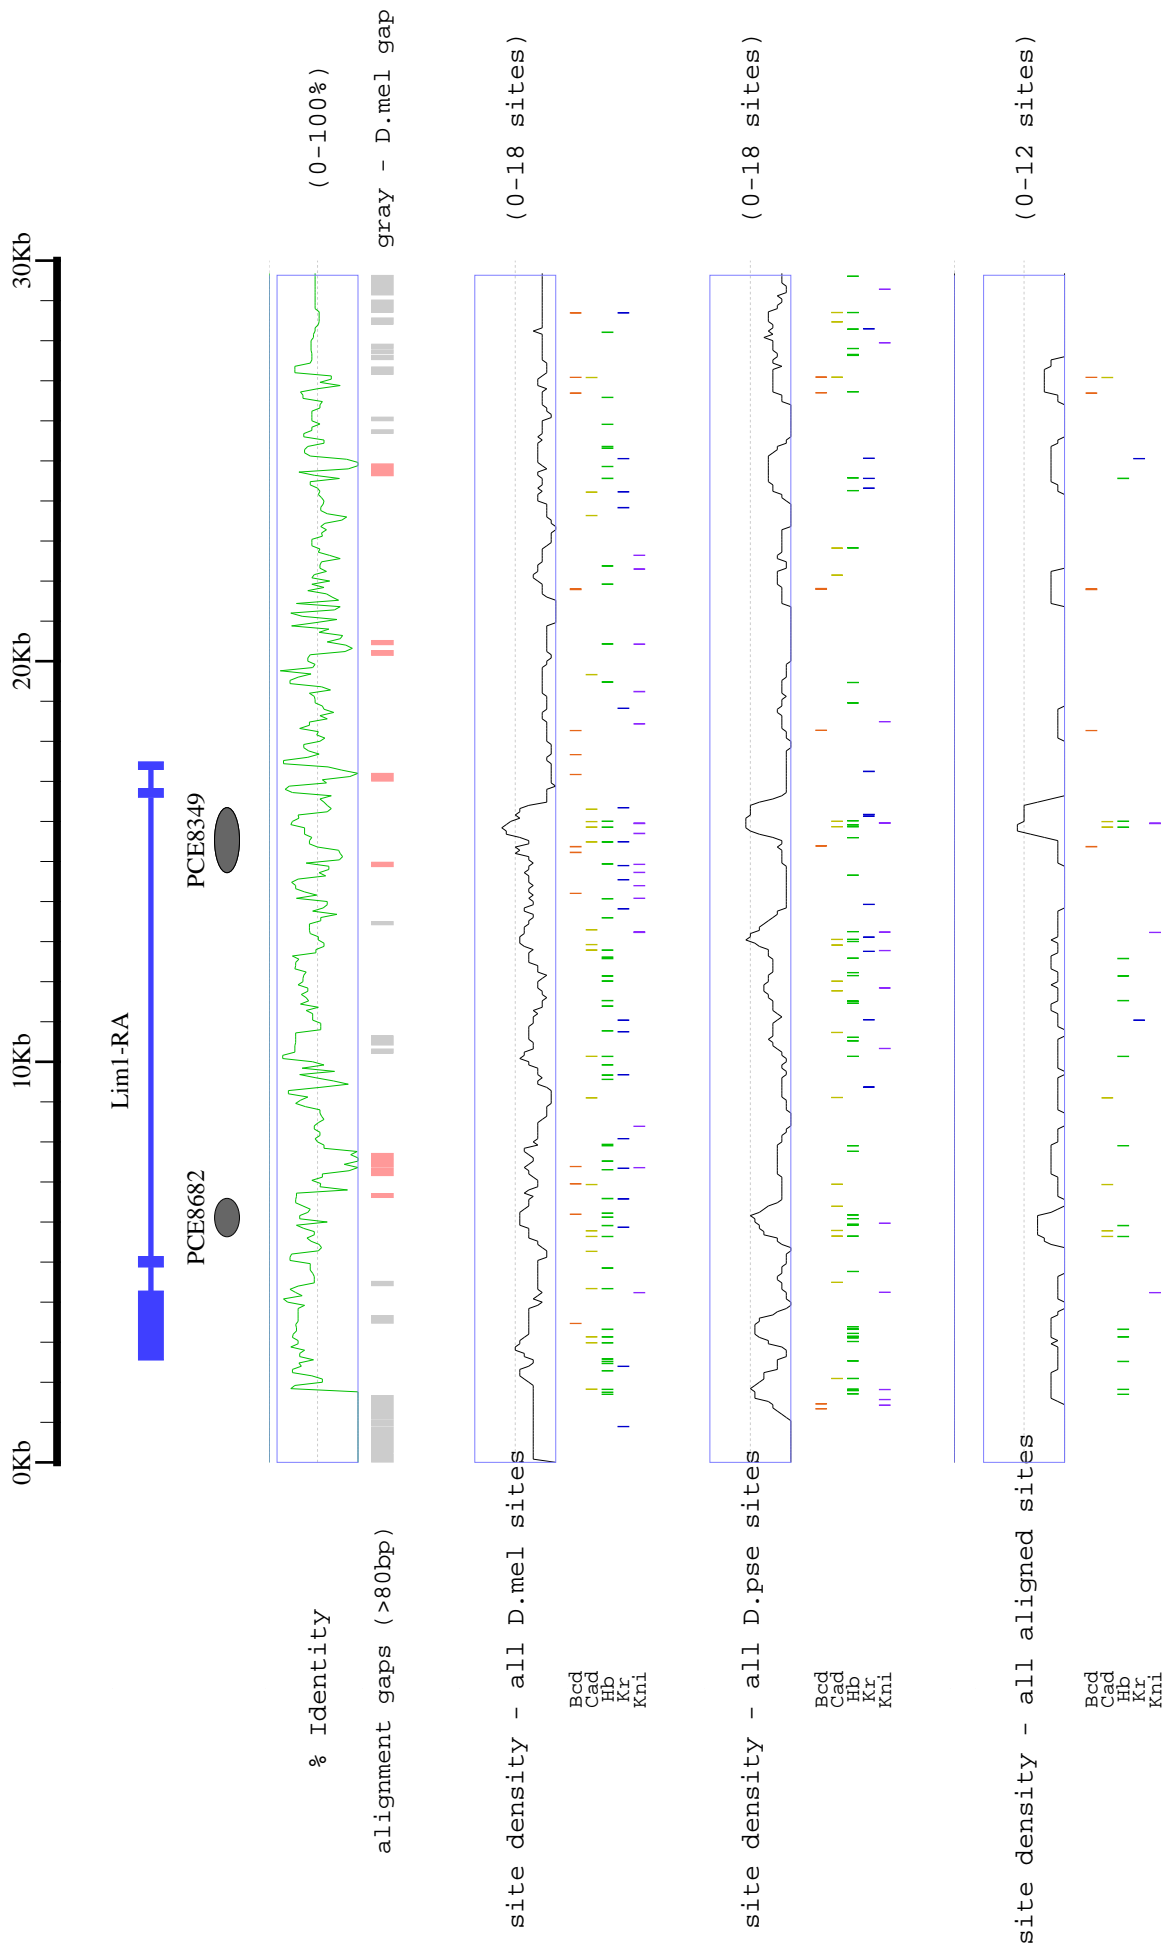 0Kb
10Kb
20Kb
30Kb
Lim1-RA
PCE8682
PCE8349
% Identity
(0-100%)
alignment gaps (>80bp)
gray - D.mel gap
site density - all D.mel sites
(0-18 sites)
Bcd
Cad
Hb
Kr
Kni
site density - all D.pse sites
(0-18 sites)
Bcd
Cad
Hb
Kr
Kni
site density - all aligned sites
(0-12 sites)
Bcd
Cad
Hb
Kr
Kni